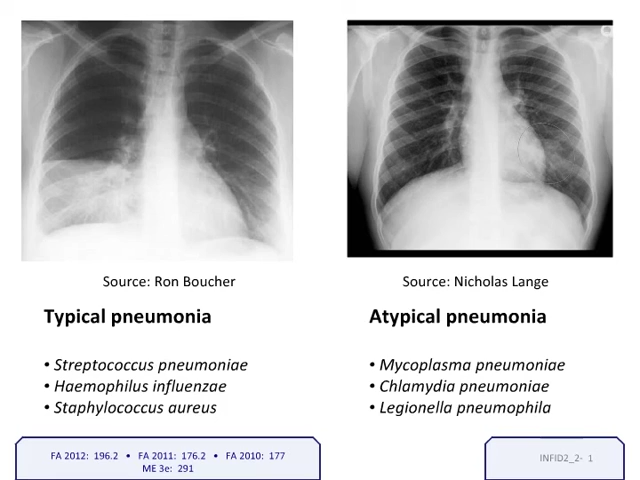 Source: Ron Boucher
Typical pneumonia
• Streptococcus pneumoniae
• Haemophilus influenzae
• Staphylococcus aureus
Source: Nicholas Lange
Atypical pneumonia
• Mycoplasma pneumoniae
• Chlamydia pneumoniae
• Legionella pneumophila
FA 2012: 196.2 • FA 2011: 176.2 • FA 2010: 177
ME 3e: 291
INFID2_2- 1